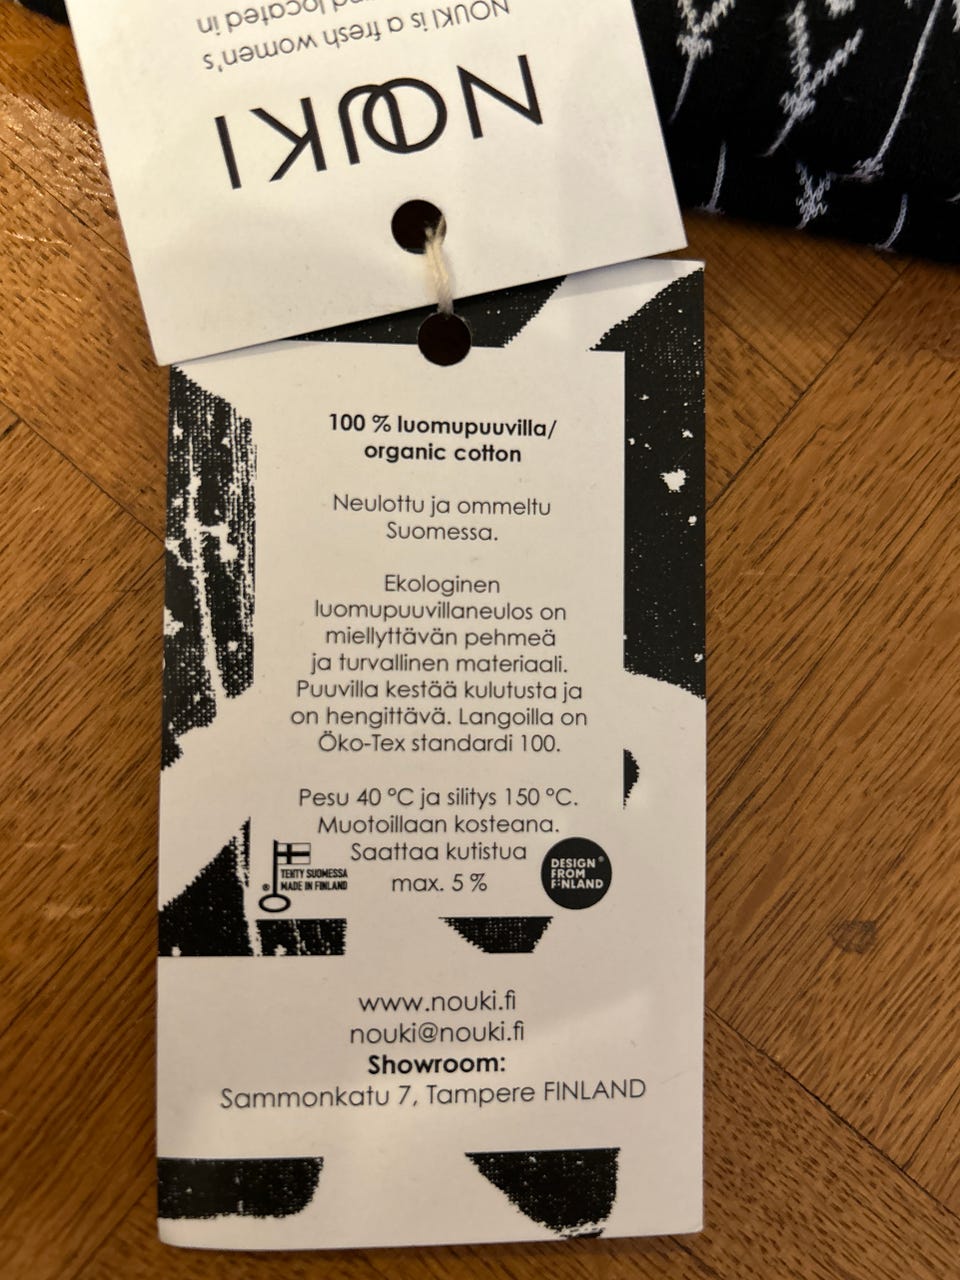 NOUKI
NOUKI is a fresh women's
located in
100 % luomupuuvilla/
organic cotton
Neulottu ja ommeltu
Suomessa.
Ekologinen
luomupuuvillaneulos on
miellyttävän pehmeä
ja turvallinen materiaali.
Puuvilla kestää kulutusta ja
on hengittävä. Langoilla on
Öko-Tex standardi 100.
Pesu 40 °C ja silitys 150 °C.
Muotoillaan kosteana.
Saattaa kutistua
max. 5 %
®
TEHTY SUOMESSA
MADE IN FINLAND
DESIGN®
FROM
FINLAND
www.nouki.fi
nouki@nouki.fi
Showroom:
Sammonkatu 7, Tampere FINLAND